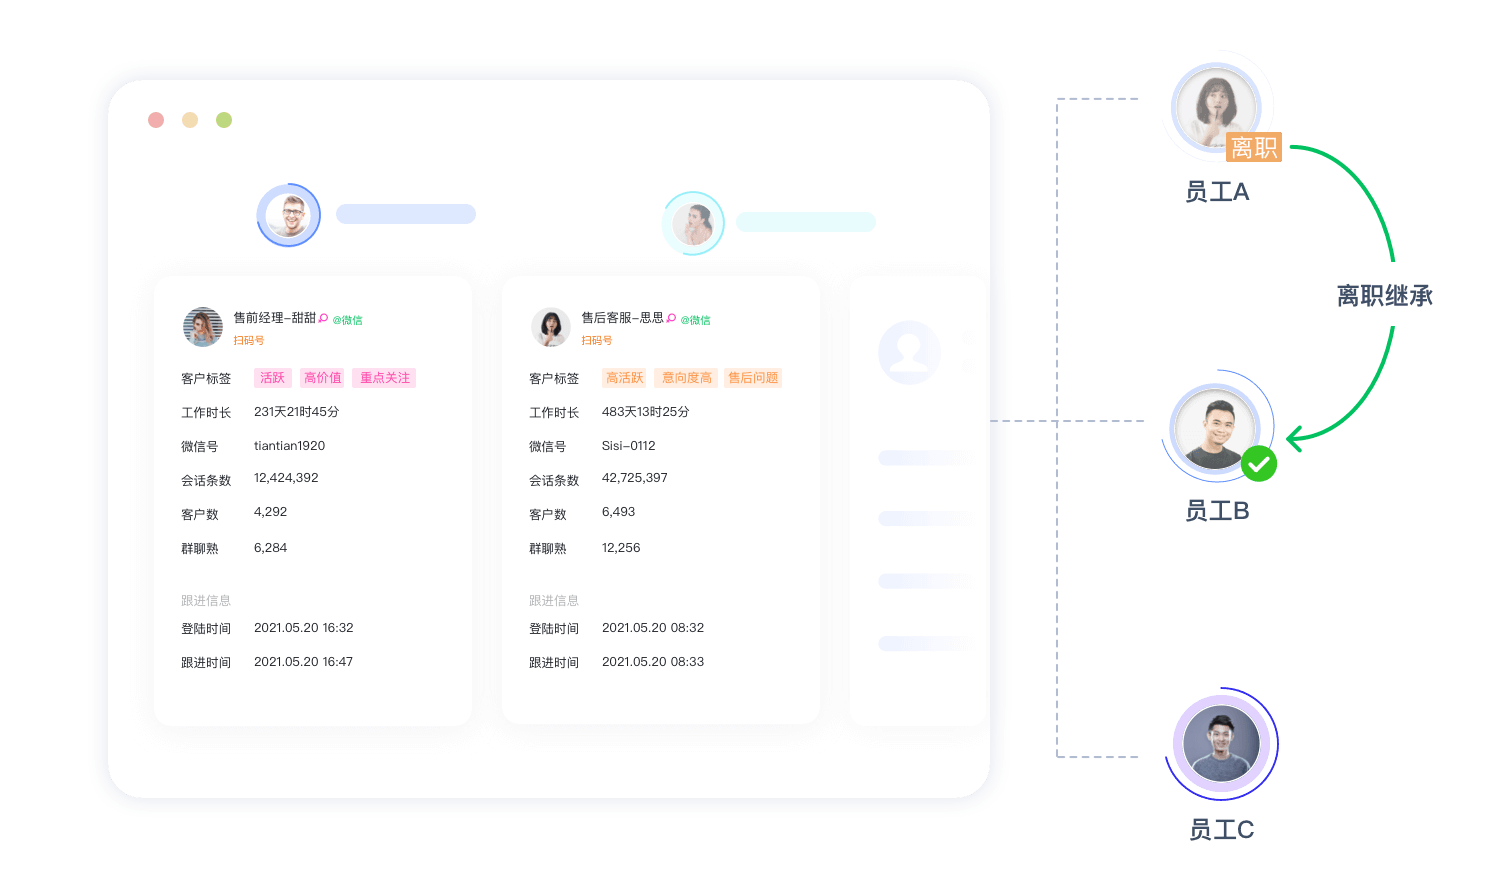 售前经理-甜甜 @微信
扫码号
客户标签 活跃 高价值 重点关注
工作时长 231天21时45分
微信号 tiantian1920
会话条数 12,424,392
客户数 4,292
群聊熟 6,284
跟进信息
登陆时间 2021.05.20 16:32
跟进时间 2021.05.20 16:47
售后客服-思思 @微信
扫码号
客户标签 高活跃 意向度高 售后问题
工作时长 483天13时25分
微信号 Sisi-0112
会话条数 42,725,397
客户数 6,493
群聊熟 12,256
跟进信息
登陆时间 2021.05.20 08:32
跟进时间 2021.05.20 08:33
离职
员工A
离职继承
员工B
员工C